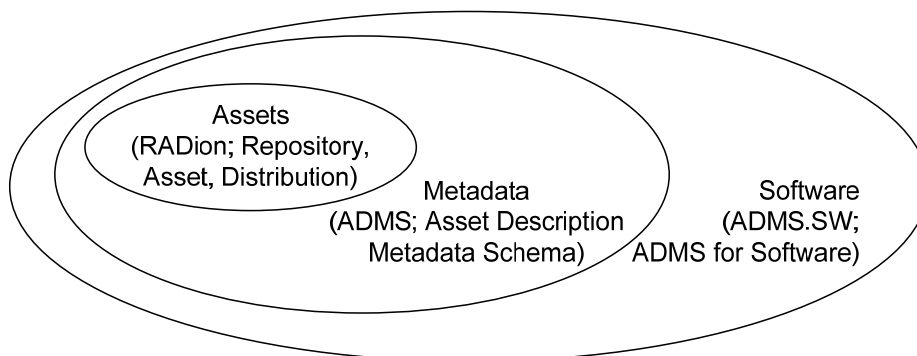 Assets
(RADion; Repository,
Asset, Distribution)
Metadata
(ADMS; Asset Description
Metadata Schema)
Software
(ADMS.SW;
ADMS for Software)